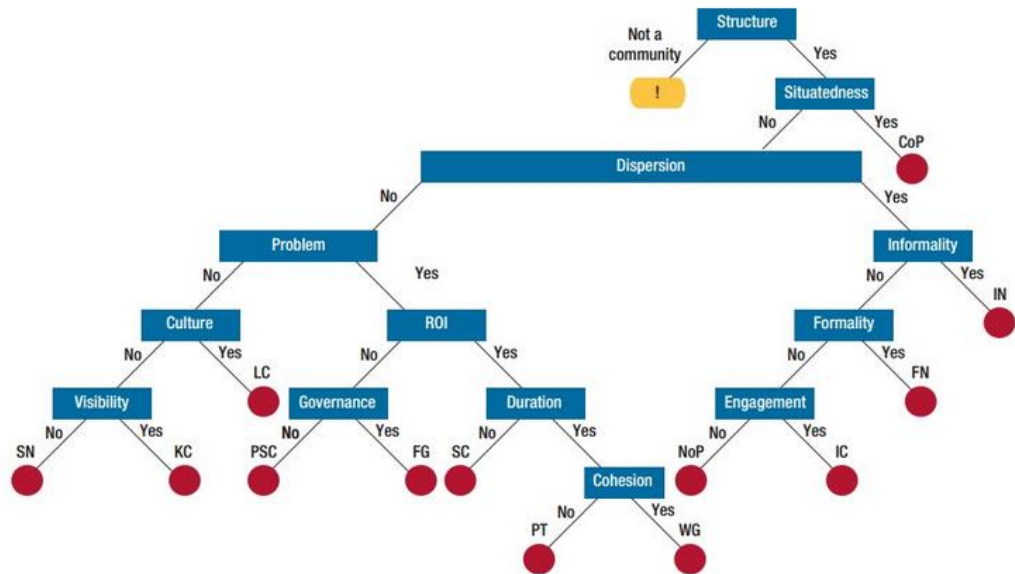 Structure
Not a
community
Yes
!
Situatedness
No
Yes
CoP
Dispersion
No
Yes
Problem
Informality
No
Yes
No
Yes
IN
Culture
ROI
Formality
No
Yes
No
Yes
No
Yes
LC
FN
Visibility
Governance
Duration
Engagement
No
Yes
No
Yes
No
Yes
No
Yes
SN
KC
PSC
FG
SC
NoP
IC
Cohesion
No
Yes
PT
WG